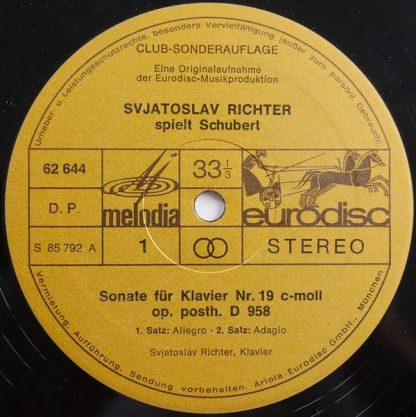 Urheber- u. Leistungsschutzrechte, besonders Vervielfältigung (außer zum persönl. Gebrauch),
CLUB-SONDERAUFLAGE
Eine Originalaufnahme
der Eurodisc-Musikproduktion
SVJATOSLAV RICHTER
spielt Schubert
62 644
33 1/3
D. P.
melodia
eurodisc
S 85 792 A
1
STEREO
Sonate für Klavier Nr. 19 c-moll
op. posth. D 958
1. Satz: Allegro - 2. Satz: Adagio
Svjatoslav Richter, Klavier
Vermietung, Aufführung, Sendung vorbehalten. Ariola-Eurodisc GmbH., München